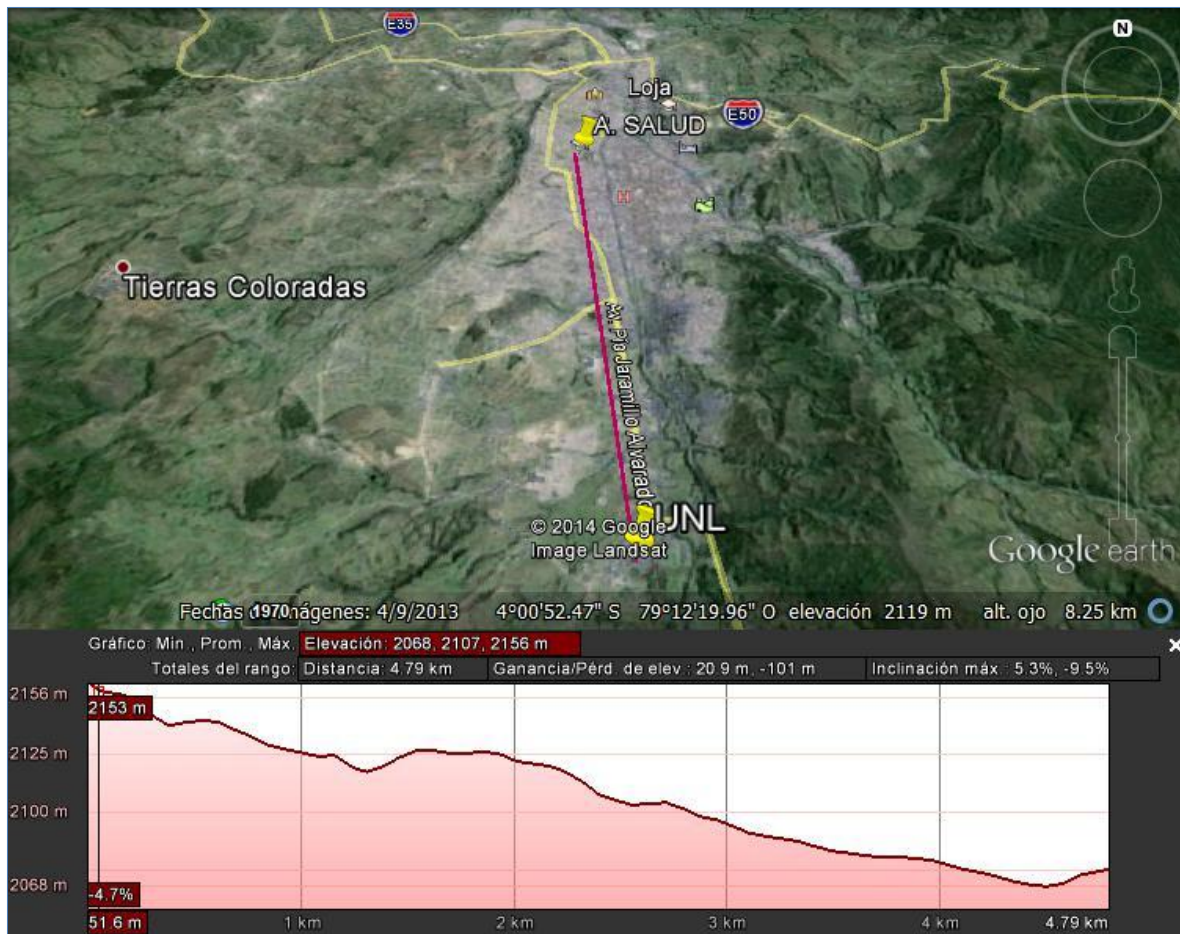 E35
N
Loja
E50
A. SALUD
Tierras Coloradas
Av. Pio Jaramillo Alvarado
UNL
© 2014 Google
Image Landsat
Google earth
1970
Fechas de imágenes: 4/9/2013 4°00'52.47" S 79°12'19.96" O elevación 2119 m alt. ojo 8.25 km
Gráfico: Mín., Prom., Máx. Elevación: 2068, 2107, 2156 m
Totales del rango: Distancia: 4.79 km Ganancia/Pérd. de elev.: 20.9 m, -101 m Inclinación máx.: 5.3%, -9.5%
2156 m
2153 m
2125 m
2100 m
2068 m
-4.7%
51.6 m 1 km 2 km 3 km 4 km 4.79 km